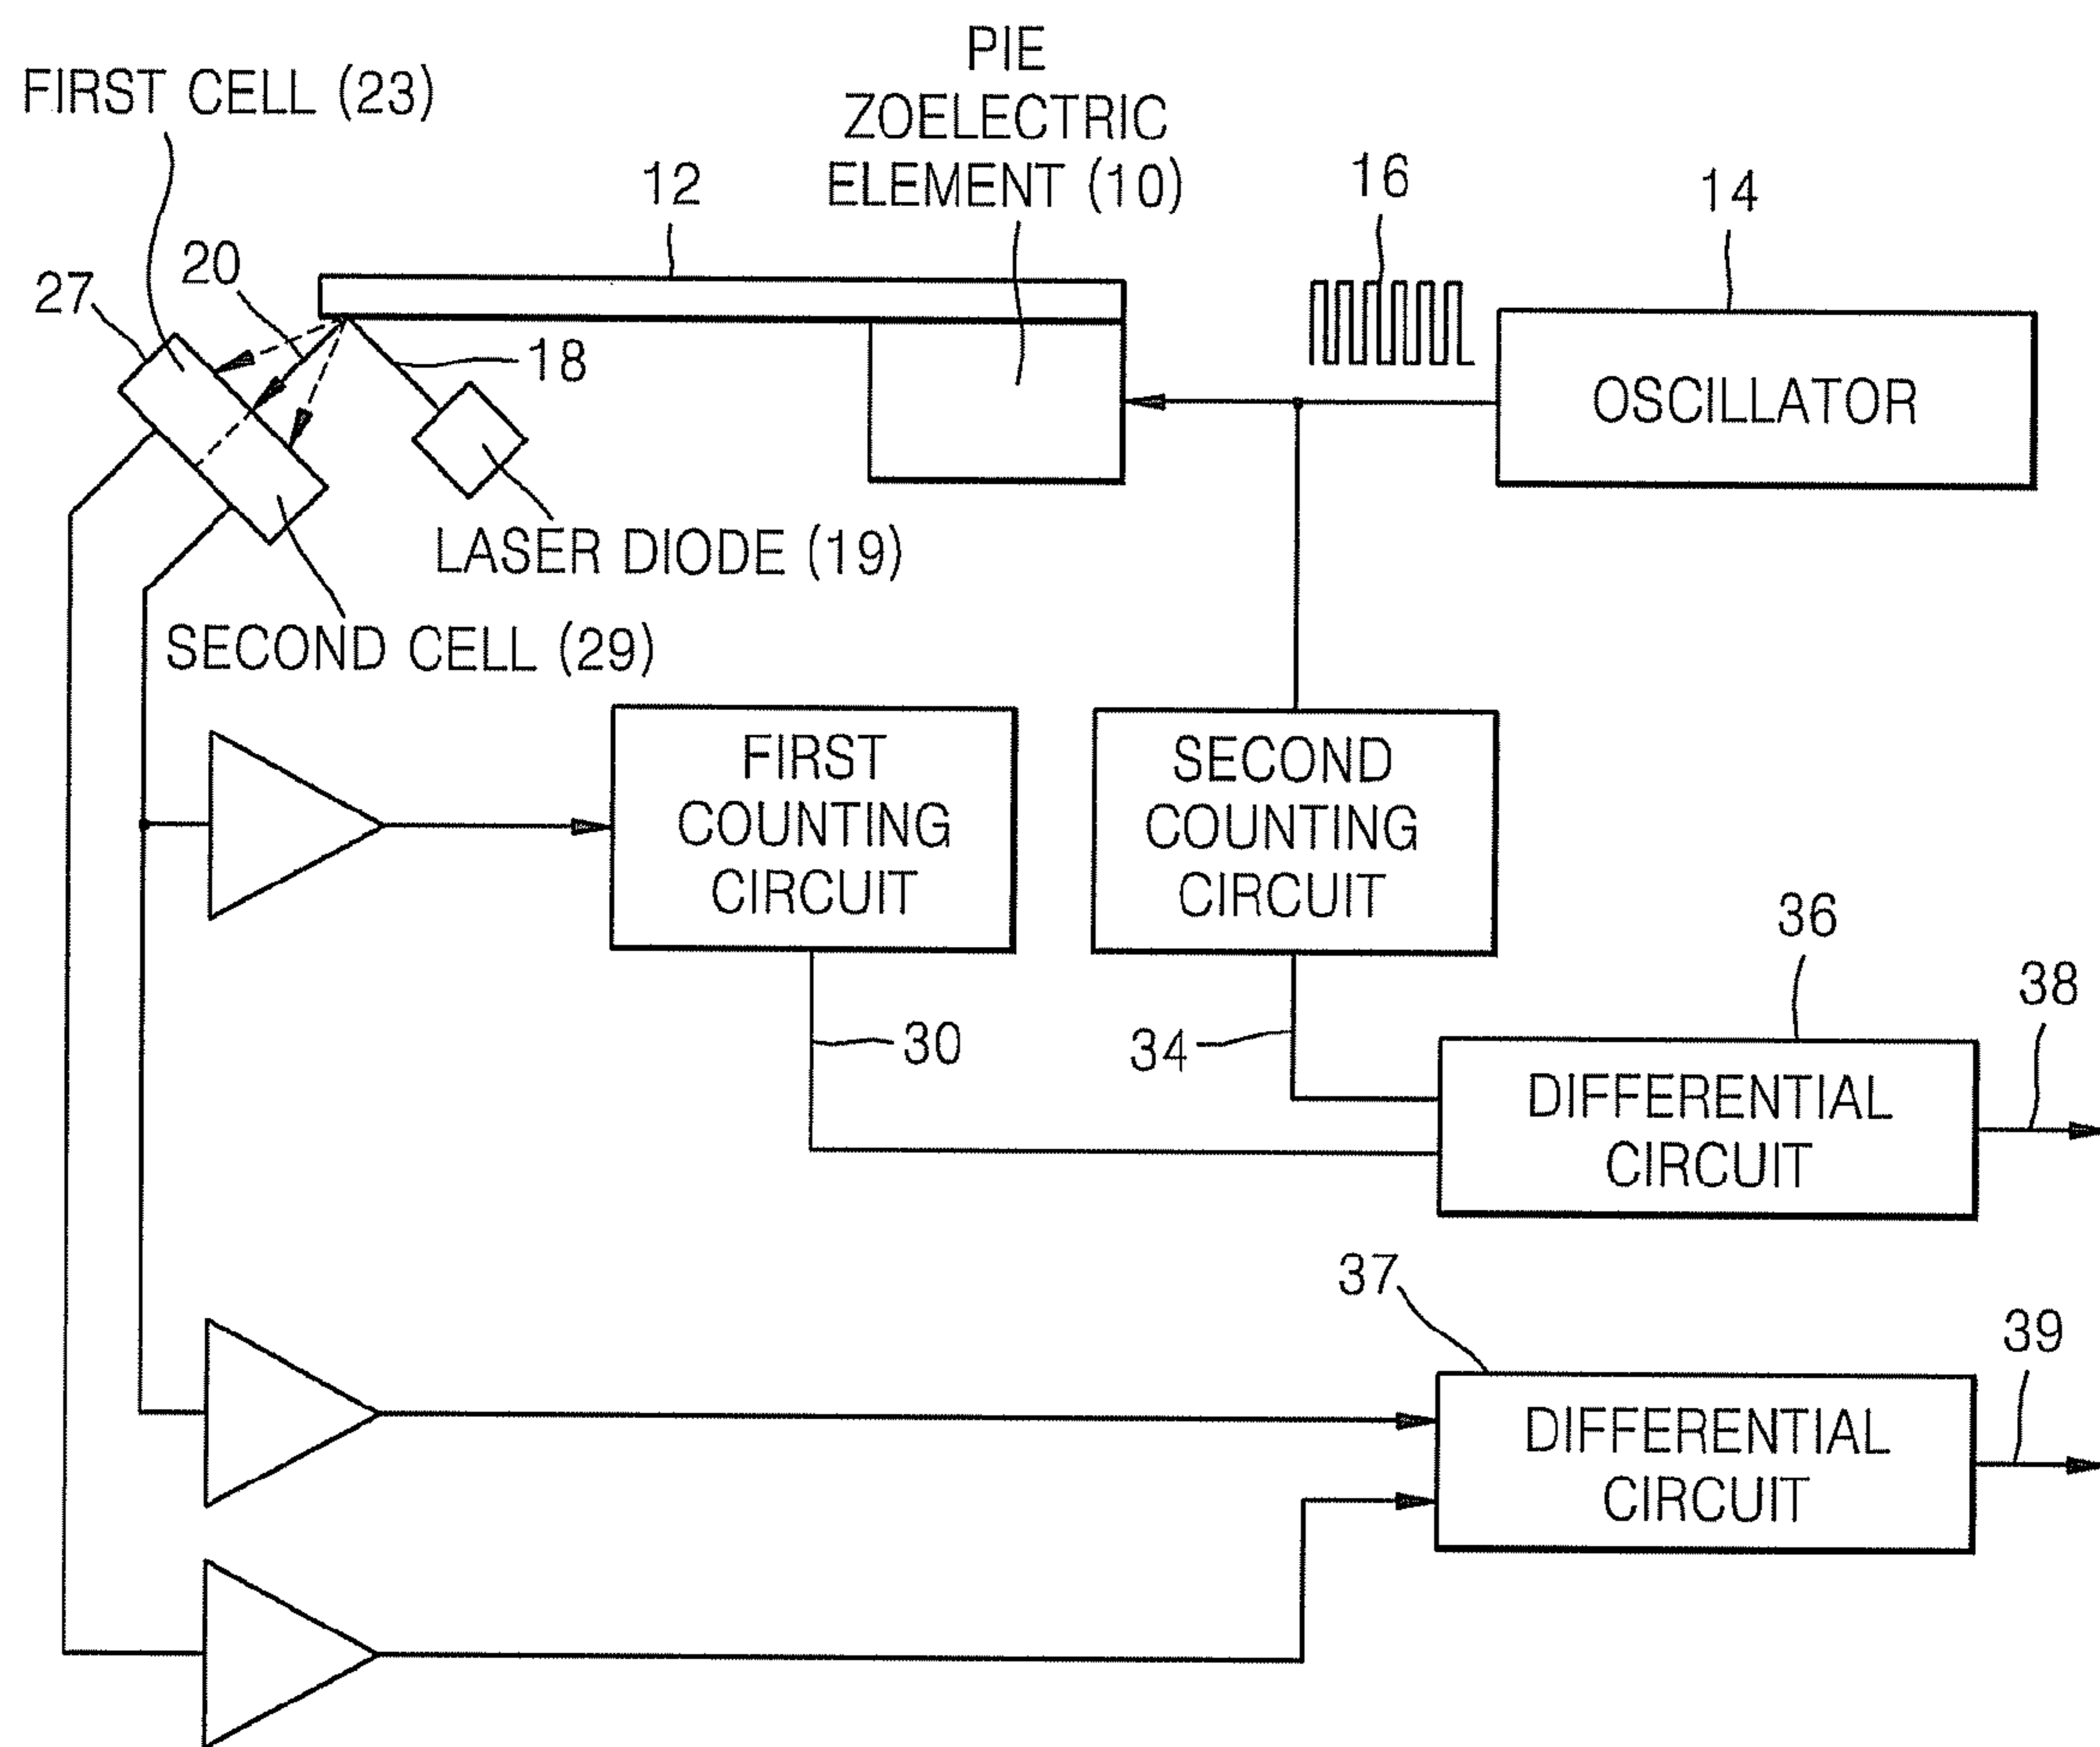 PIE
ZOELECTRIC
ELEMENT (10)
FIRST CELL (23)
12
16
14
20
27
18
OSCILLATOR
LASER DIODE (19)
SECOND CELL (29)
FIRST
COUNTING
CIRCUIT
SECOND
COUNTING
CIRCUIT
36
38
30
34
DIFFERENTIAL
CIRCUIT
37
39
DIFFERENTIAL
CIRCUIT